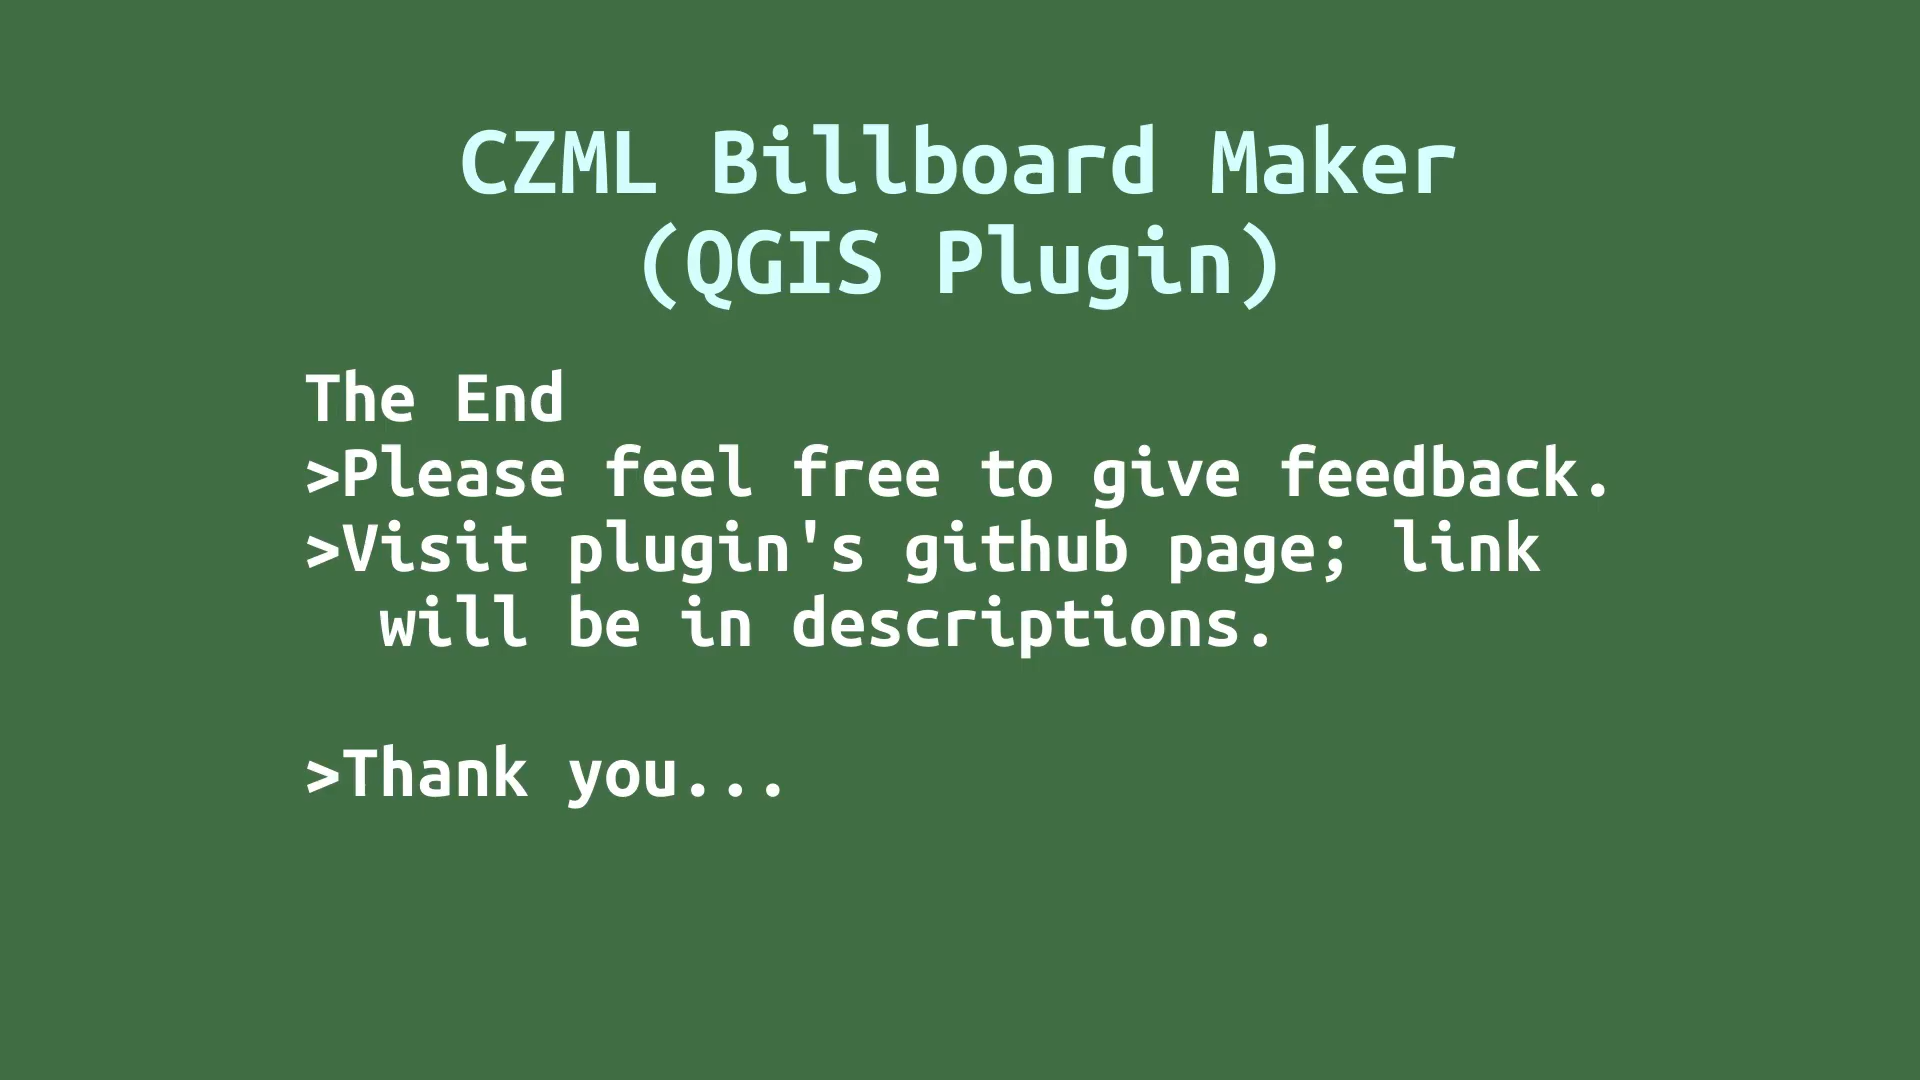 CZML Billboard Maker
(QGIS Plugin)
The End
>Please feel free to give feedback.
>Visit plugin's github page; link
will be in descriptions.
>Thank you...